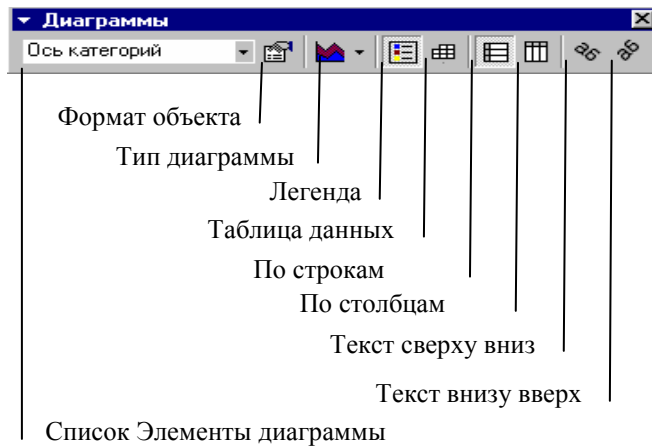 Диаграммы
Ось категорий
Формат объекта
Тип диаграммы
Легенда
Таблица данных
По строкам
По столбцам
Текст сверху вниз
Текст внизу вверх
Список Элементы диаграммы